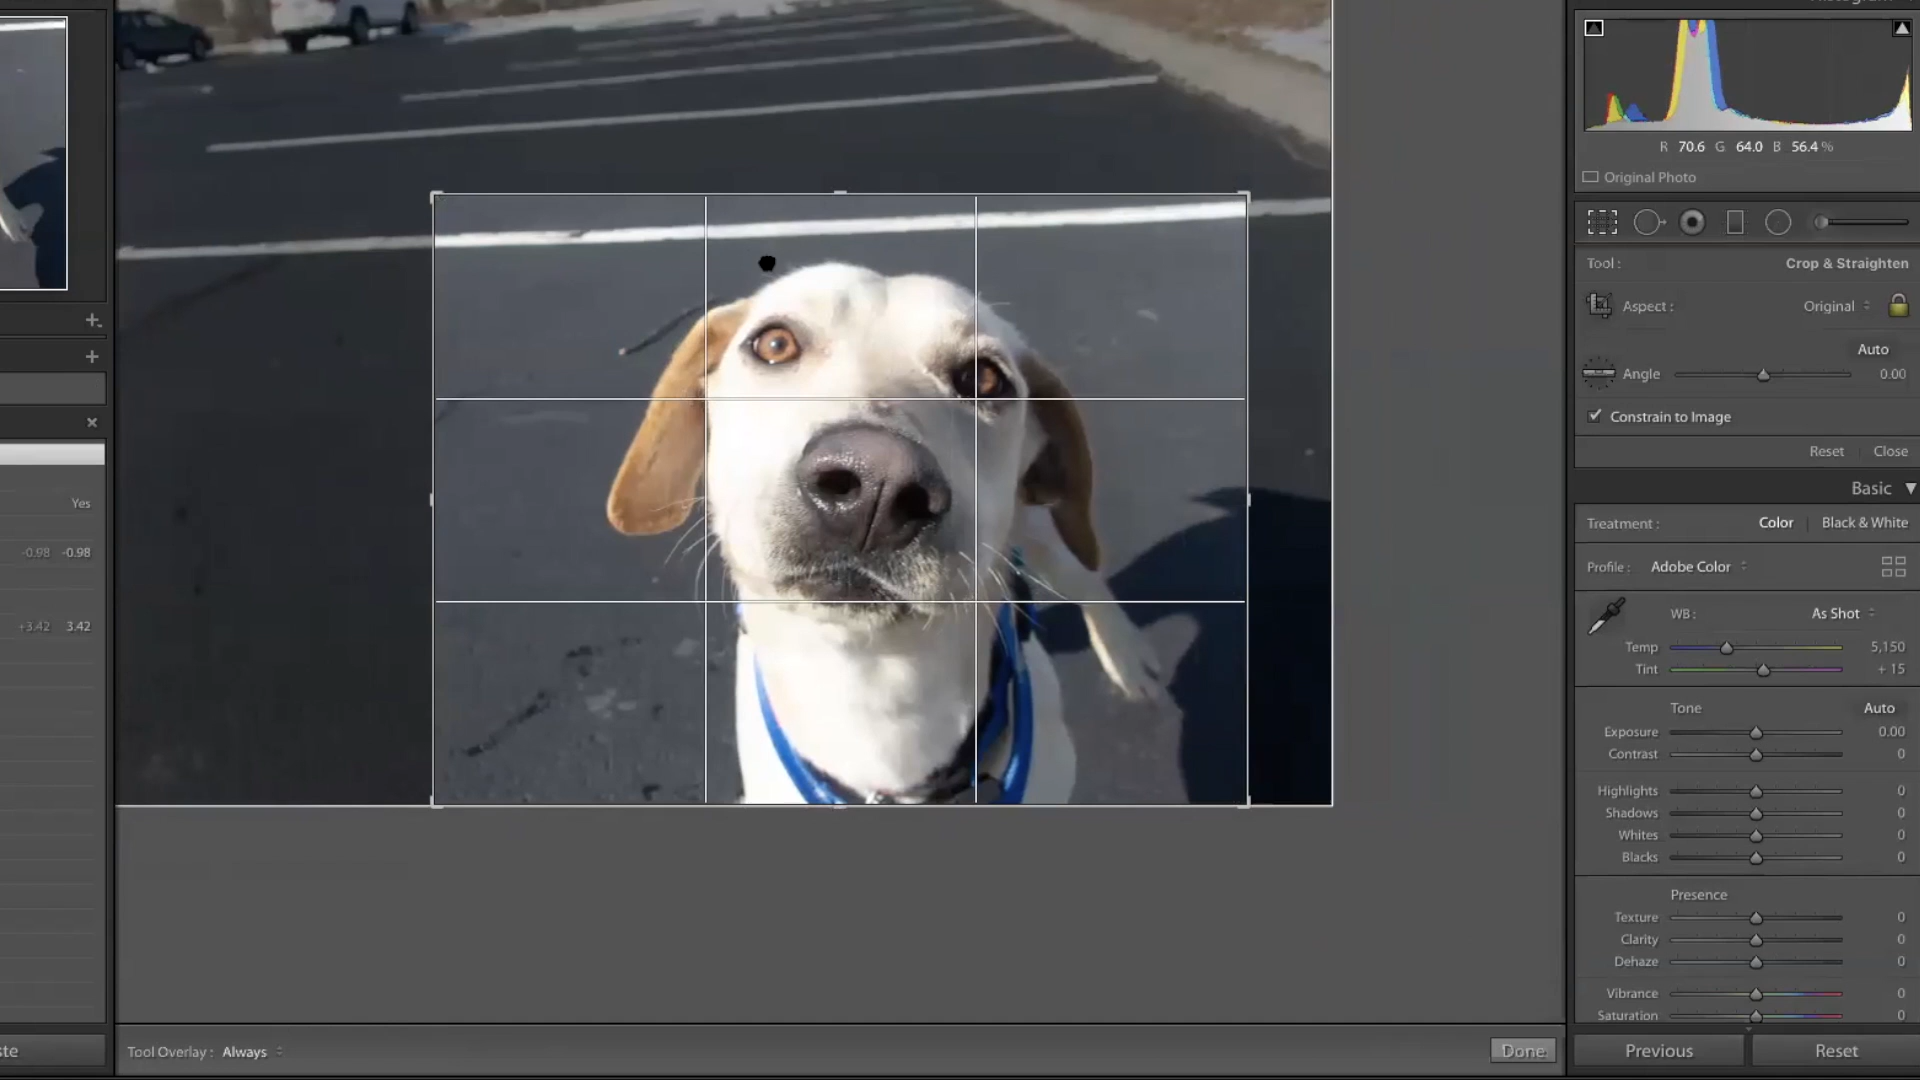 Histogram
R 70.6 G 64.0 B 56.4 %
Original Photo
Tool : Crop & Straighten
Aspect : Original
Auto
Angle 0.00
Constrain to Image
Reset Close
Basic
Treatment : Color Black & White
Profile : Adobe Color
WB : As Shot
Temp 5,150
Tint + 15
Tone Auto
Exposure 0.00
Contrast 0
Highlights 0
Shadows 0
Whites 0
Blacks 0
Presence
Texture 0
Clarity 0
Dehaze 0
Vibrance 0
Saturation 0
Previous Reset
Yes
-0.98 -0.98
+3.42 3.42
Tool Overlay : Always
Done